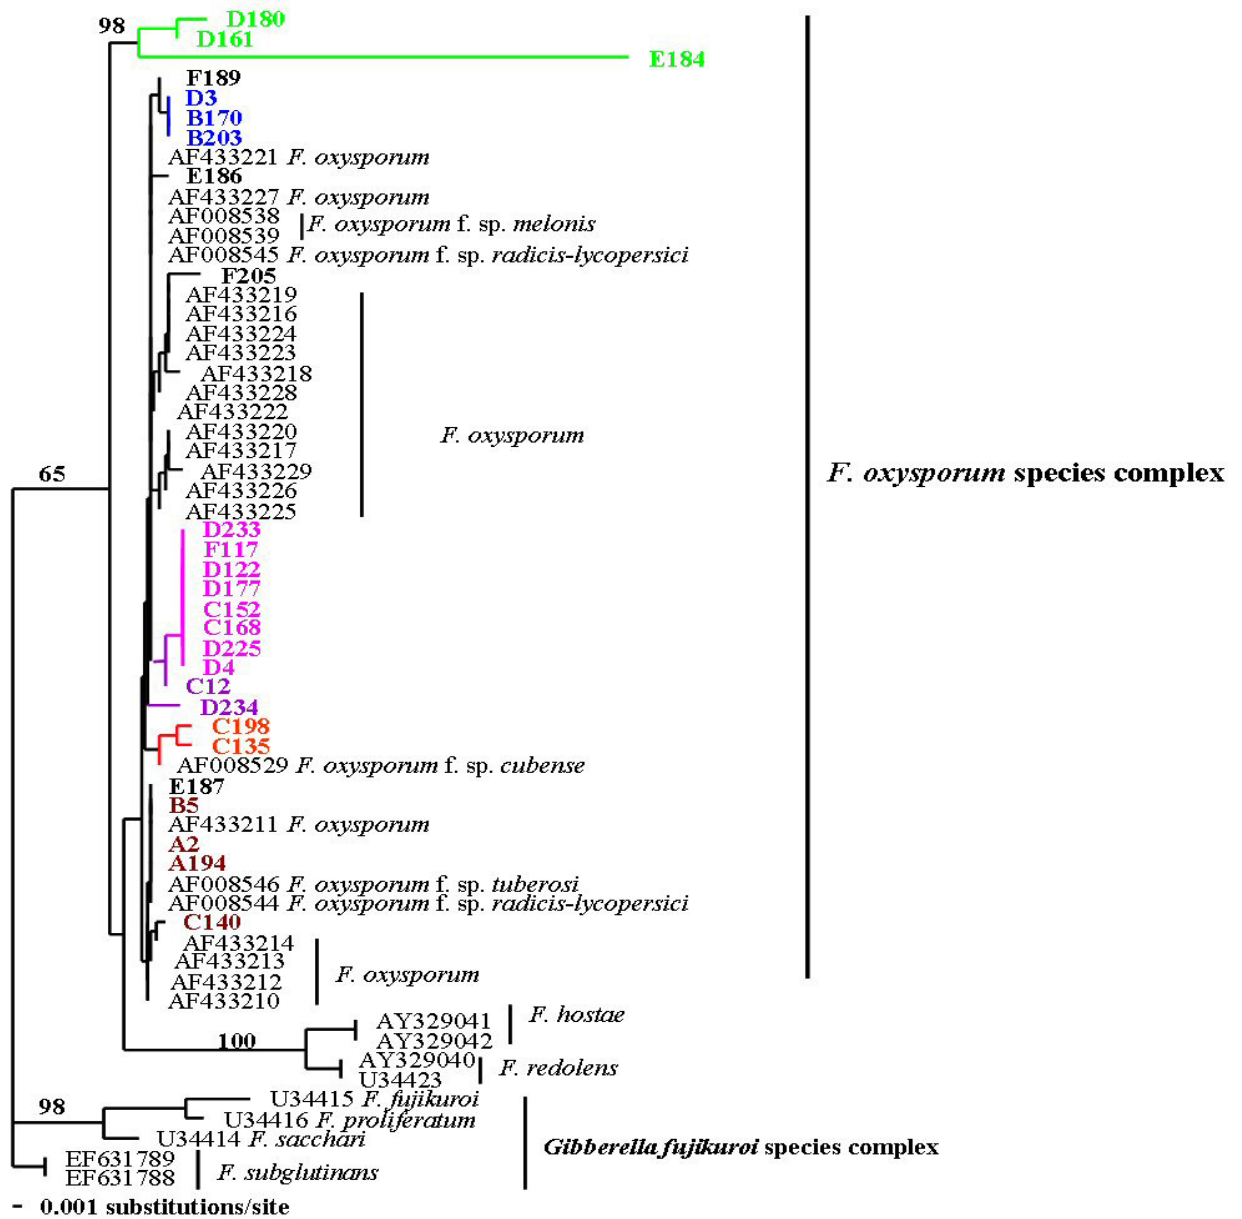 98
D180
D161
E184
F189
D3
B170
B203
AF433221 F. oxysporum
E186
AF433227 F. oxysporum
AF008538
F. oxysporum f. sp. melonis
AF008539
AF008545 F. oxysporum f. sp. radicis-lycopersici
F205
AF433219
AF433216
AF433224
AF433223
AF433218
AF433228
AF433222
AF433220
F. oxysporum
AF433217
65
AF433229
F. oxysporum species complex
AF433226
AF433225
D233
F117
D122
D177
C152
C168
D225
D4
C12
D234
C198
C135
AF008529 F. oxysporum f. sp. cubense
E187
B5
AF433211 F. oxysporum
A2
A194
AF008546 F. oxysporum f. sp. tuberosi
AF008544 F. oxysporum f. sp. radicis-lycopersici
C140
AF433214
AF433213
F. oxysporum
AF433212
AF433210
AY329041
F. hostae
100
AY329042
AY329040
F. redolens
U34423
U34415 F. fujikuroi
98
U34416 F. proliferatum
U34414 F. sacchari
Gibberella fujikuroi species complex
EF631789
F. subglutinans
EF631788
0.001 substitutions/site